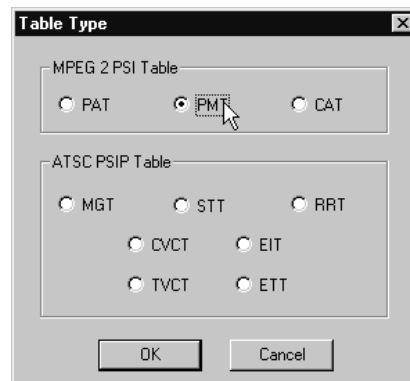 Table Type
MPEG 2 PSI Table
PAT PMT CAT
ATSC PSIP Table
MGT STT RRT
CVCT EIT
TVCT ETT
OK Cancel